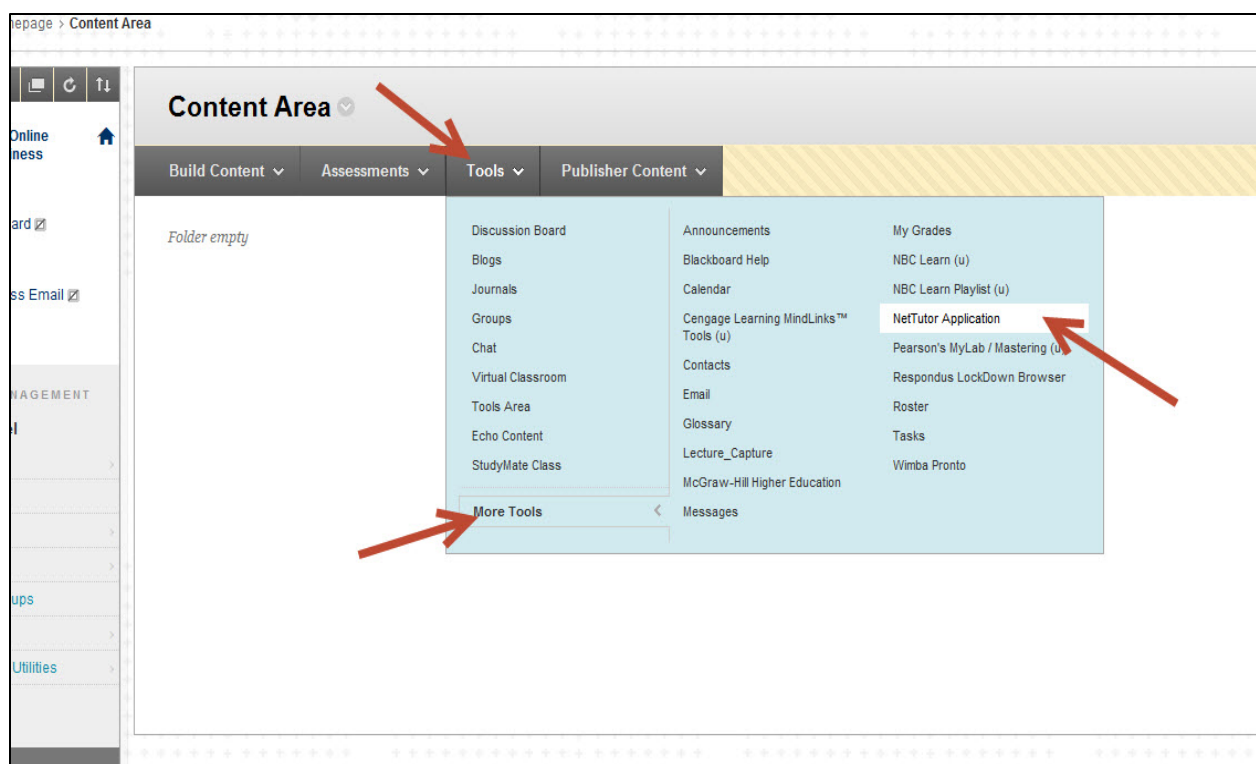 nepage > Content Area
Content Area
Online
ness
ard
ss Email
NAGEMENT
el
ups
Utilities
Build Content
Assessments
Tools
Publisher Content
Folder empty
Discussion Board
Blogs
Journals
Groups
Chat
Virtual Classroom
Tools Area
Echo Content
StudyMate Class
More Tools
Announcements
Blackboard Help
Calendar
Cengage Learning MindLinks™
Tools (u)
Contacts
Email
Glossary
Lecture_Capture
McGraw-Hill Higher Education
Messages
My Grades
NBC Learn (u)
NBC Learn Playlist (u)
NetTutor Application
Pearson's MyLab / Mastering (u)
Respondus LockDown Browser
Roster
Tasks
Wimba Pronto